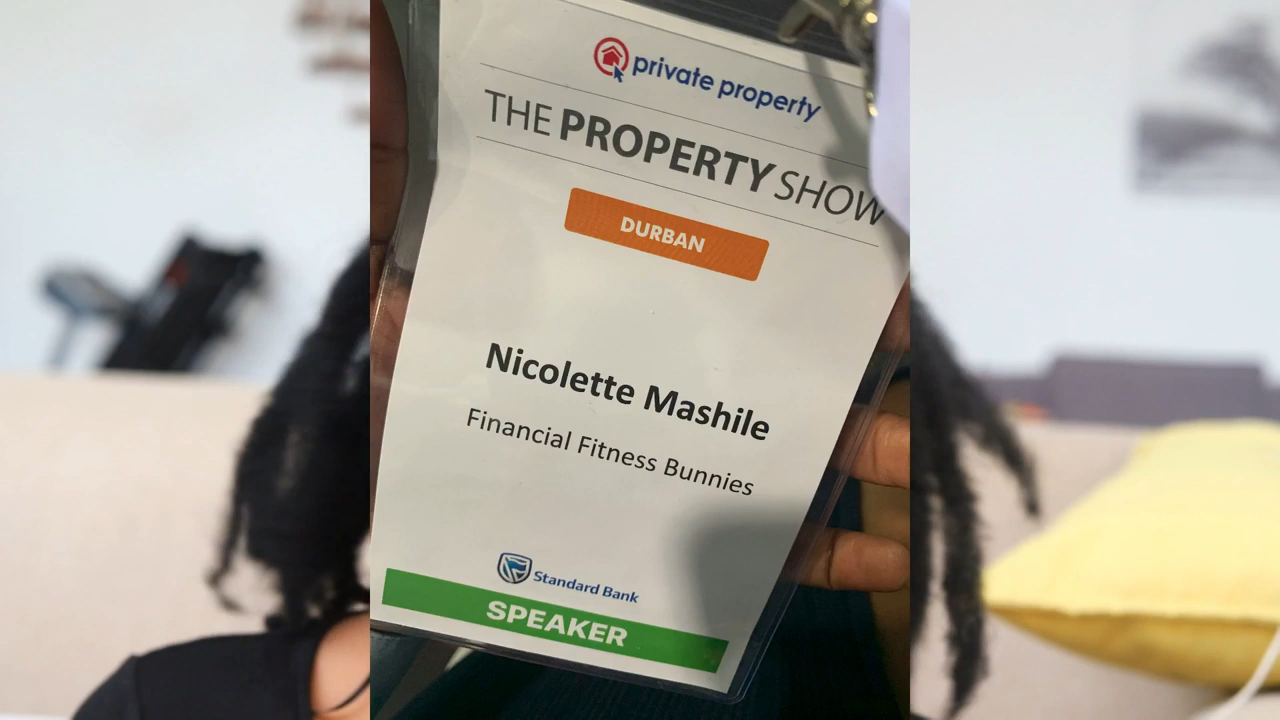 private property
THE PROPERTY SHOW
DURBAN
Nicolette Mashile
Financial Fitness Bunnies
Standard Bank
SPEAKER